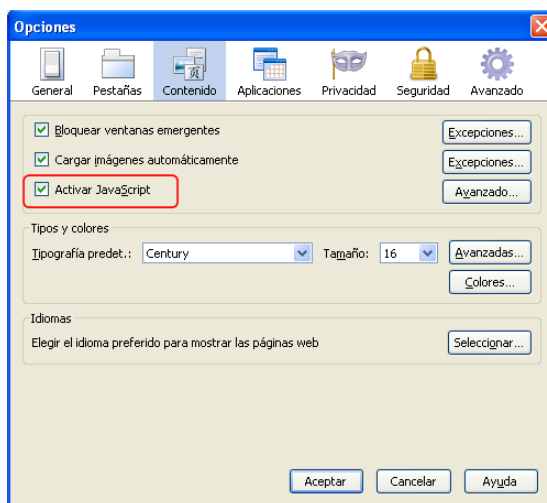 Opciones
General Pestañas Contenido Aplicaciones Privacidad Seguridad Avanzado
Bloquear ventanas emergentes Excepciones...
Cargar imágenes automáticamente Excepciones...
Activar JavaScript Avanzado...
Tipos y colores
Tipografía predet.: Century Tamaño: 16 Avanzadas...
Colores...
Idiomas
Elegir el idioma preferido para mostrar las páginas web Seleccionar...
Aceptar Cancelar Ayuda